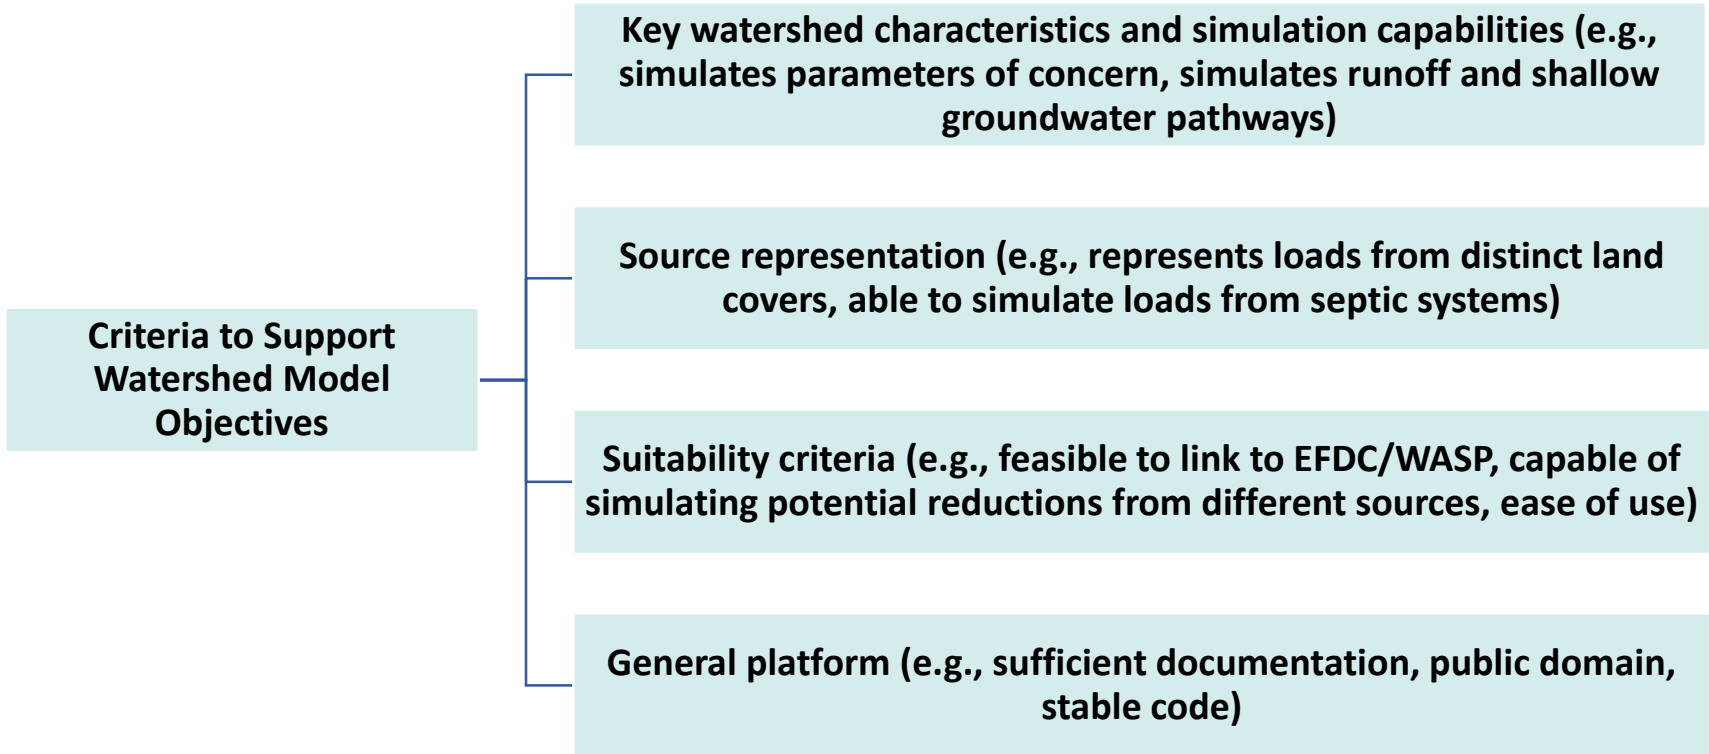 Key watershed characteristics and simulation capabilities (e.g.,
simulates parameters of concern, simulates runoff and shallow
groundwater pathways)
Source representation (e.g., represents loads from distinct land
covers, able to simulate loads from septic systems)
Criteria to Support
Watershed Model
Objectives
Suitability criteria (e.g., feasible to link to EFDC/WASP, capable of
simulating potential reductions from different sources, ease of use)
General platform (e.g., sufficient documentation, public domain,
stable code)